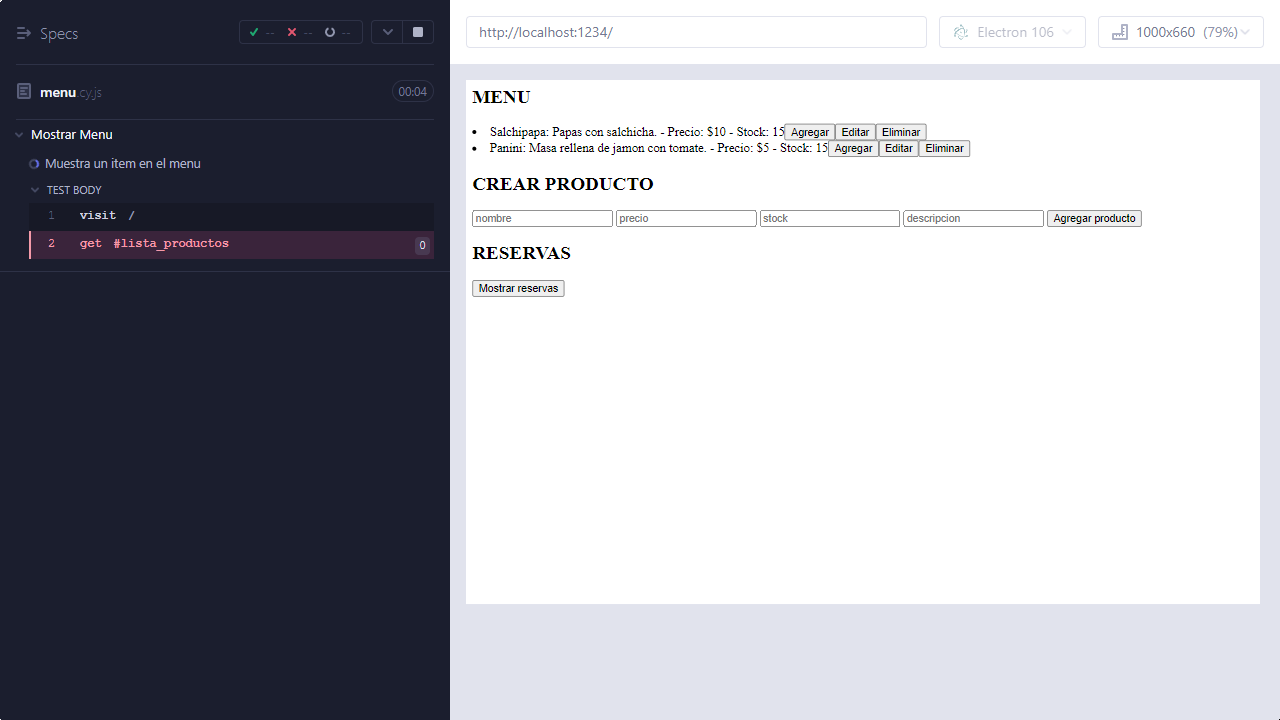 Specs
-- -- --
menu.cy.js
00:04
Mostrar Menu
Muestra un item en el menu
TEST BODY
1 visit /
2 get #lista_productos 0
http://localhost:1234/
Electron 106
1000x660 (79%)
MENU
Salchipapa: Papas con salchicha. - Precio: $10 - Stock: 15 Agregar Editar Eliminar
Panini: Masa rellena de jamon con tomate. - Precio: $5 - Stock: 15 Agregar Editar Eliminar
CREAR PRODUCTO
nombre precio stock descripcion Agregar producto
RESERVAS
Mostrar reservas